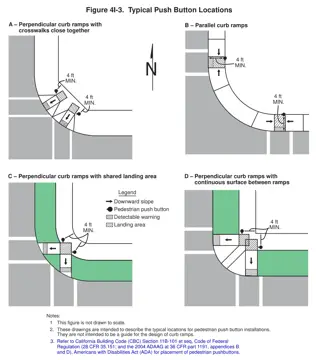 Figure 4I-3. Typical Push Button Locations
A – Perpendicular curb ramps with
crosswalks close together
4 ft
MIN.
4 ft
MIN.
N
B – Parallel curb ramps
4 ft
MIN.
4 ft
MIN.
C – Perpendicular curb ramps with shared landing area
4 ft
MIN.
Legend
Downward slope
Pedestrian push button
Detectable warning
Landing area
D – Perpendicular curb ramps with
continuous surface between ramps
4 ft
MIN.
Notes:
1 This figure is not drawn to scale.
2. These drawings are intended to describe the typical locations for pedestrian push button installations.
They are not intended to be a guide for the design of curb ramps.
3. Refer to California Building Code (CBC) Section 11B-101 et seq, Code of Federal
Regulation (28 CFR 35.151; and the 2004 ADAAG at 36 CFR part 1191, appendices B
and D), Americans with Disabilities Act (ADA) for placement of pedestrian pushbuttons.